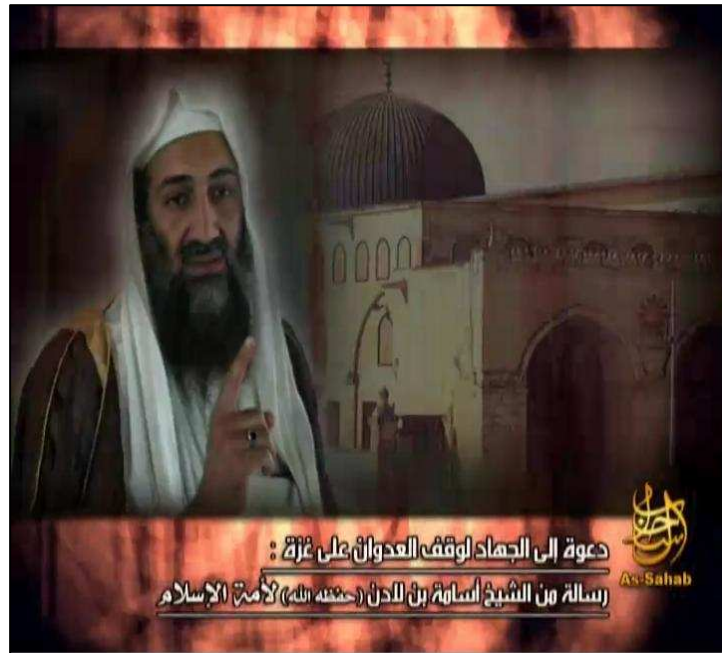 دعوة إلى الجهاد لوقف العدوان على غزة :
رسالة من الشيخ أسامة بن لادن (حفظه الله) لأمة الإسلام
السحاب
As-Sahab